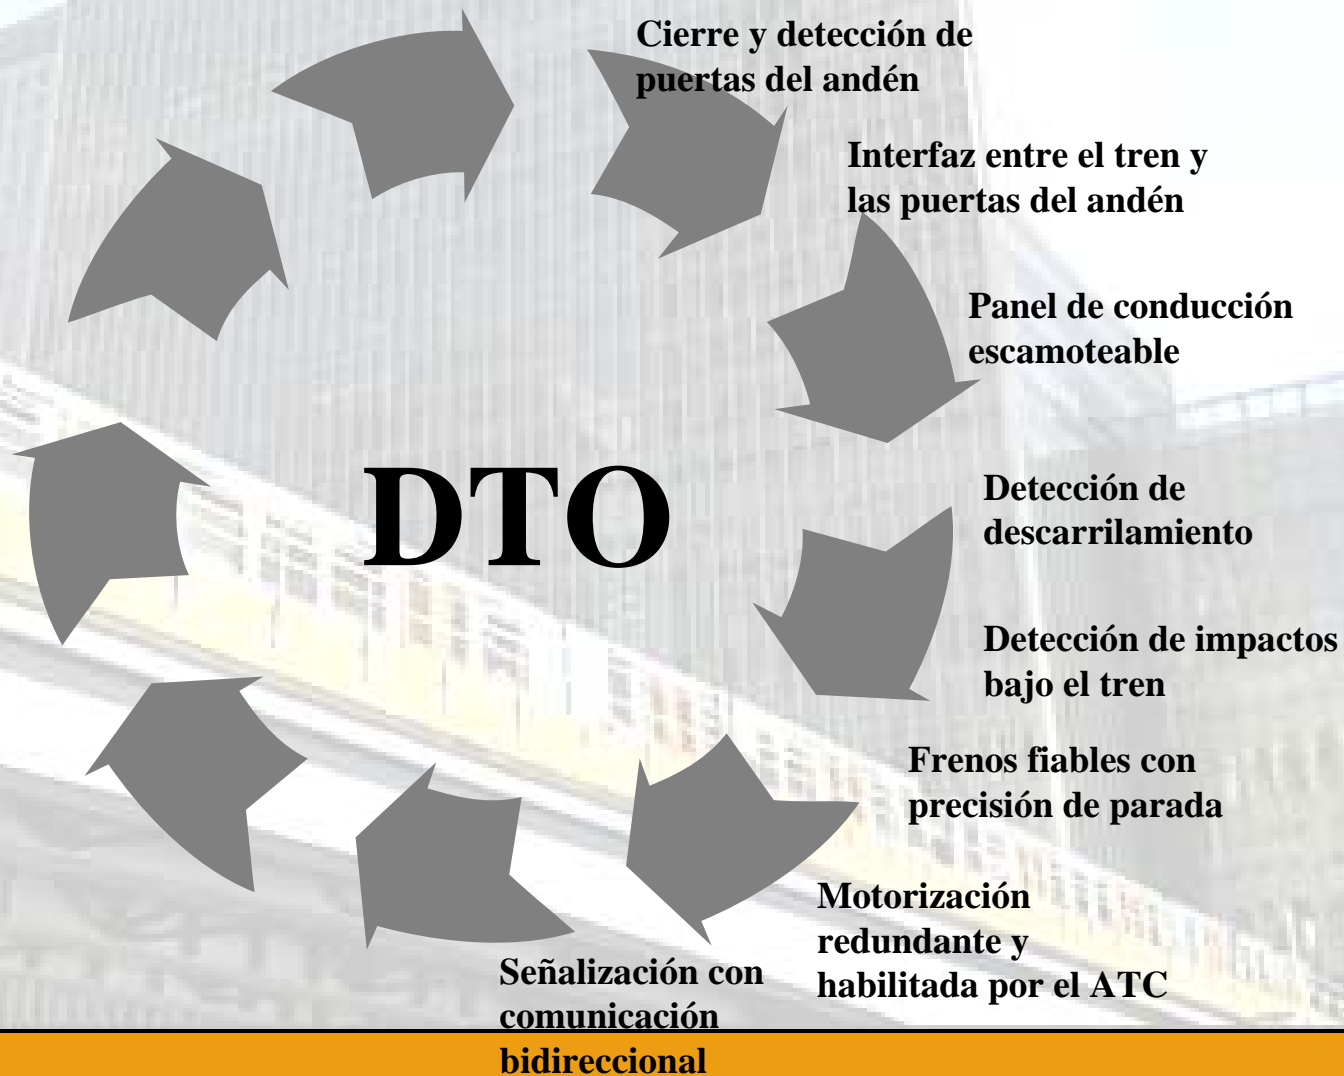 Cierre y detección de
puertas del andén
Interfaz entre el tren y
las puertas del andén
Panel de conducción
escamoteable
DTO
Detección de
descarrilamiento
Detección de impactos
bajo el tren
Frenos fiables con
precisión de parada
Motorización
redundante y
habilitada por el ATC
Señalización con
comunicación
bidireccional